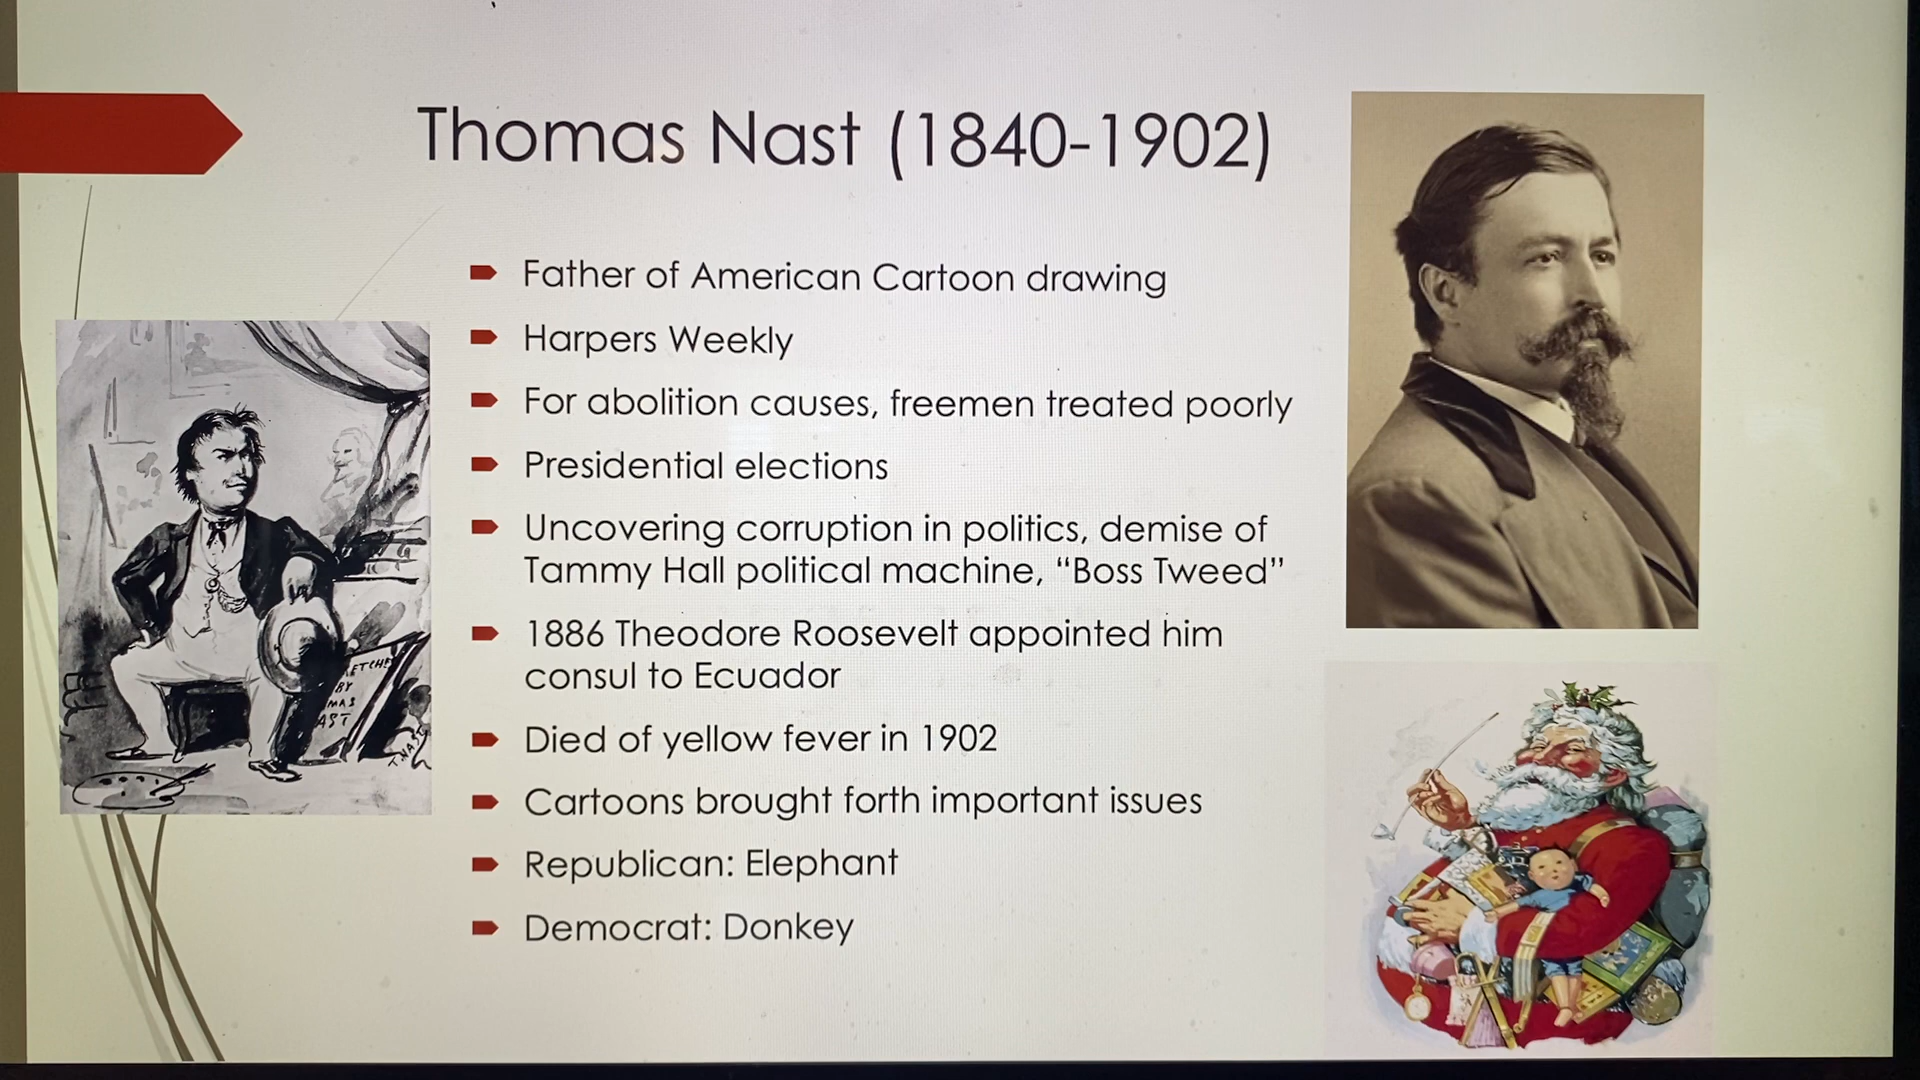 Thomas Nast (1840-1902)
Father of American Cartoon drawing
Harpers Weekly
For abolition causes, freemen treated poorly
Presidential elections
Uncovering corruption in politics, demise of
Tammy Hall political machine, “Boss Tweed”
1886 Theodore Roosevelt appointed him
consul to Ecuador
Died of yellow fever in 1902
Cartoons brought forth important issues
Republican: Elephant
Democrat: Donkey
BY